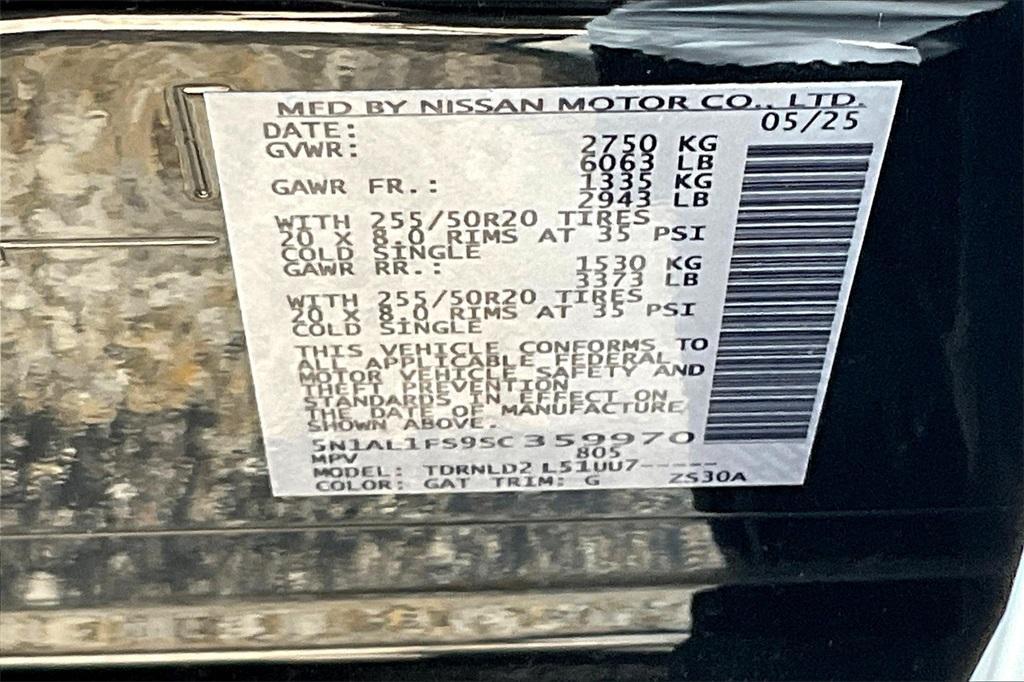 MFD BY NISSAN MOTOR CO., LTD.
DATE: 05/25
GVWR: 2750 KG
6063 LB
GAWR FR.: 1335 KG
2943 LB
WITH 255/50R20 TIRES
20 X 8.0 RIMS AT 35 PSI
COLD SINGLE
GAWR RR.: 1530 KG
3373 LB
WITH 255/50R20 TIRES
20 X 8.0 RIMS AT 35 PSI
COLD SINGLE
THIS VEHICLE CONFORMS TO
ALL APPLICABLE FEDERAL
MOTOR VEHICLE SAFETY AND
THEFT PREVENTION
STANDARDS IN EFFECT ON
THE DATE OF MANUFACTURE
SHOWN ABOVE.
5N1AL1FS9SC359970
MPV 805
MODEL: TDRNLD2 L51UU7-----
COLOR: GAT TRIM: G ZS30A